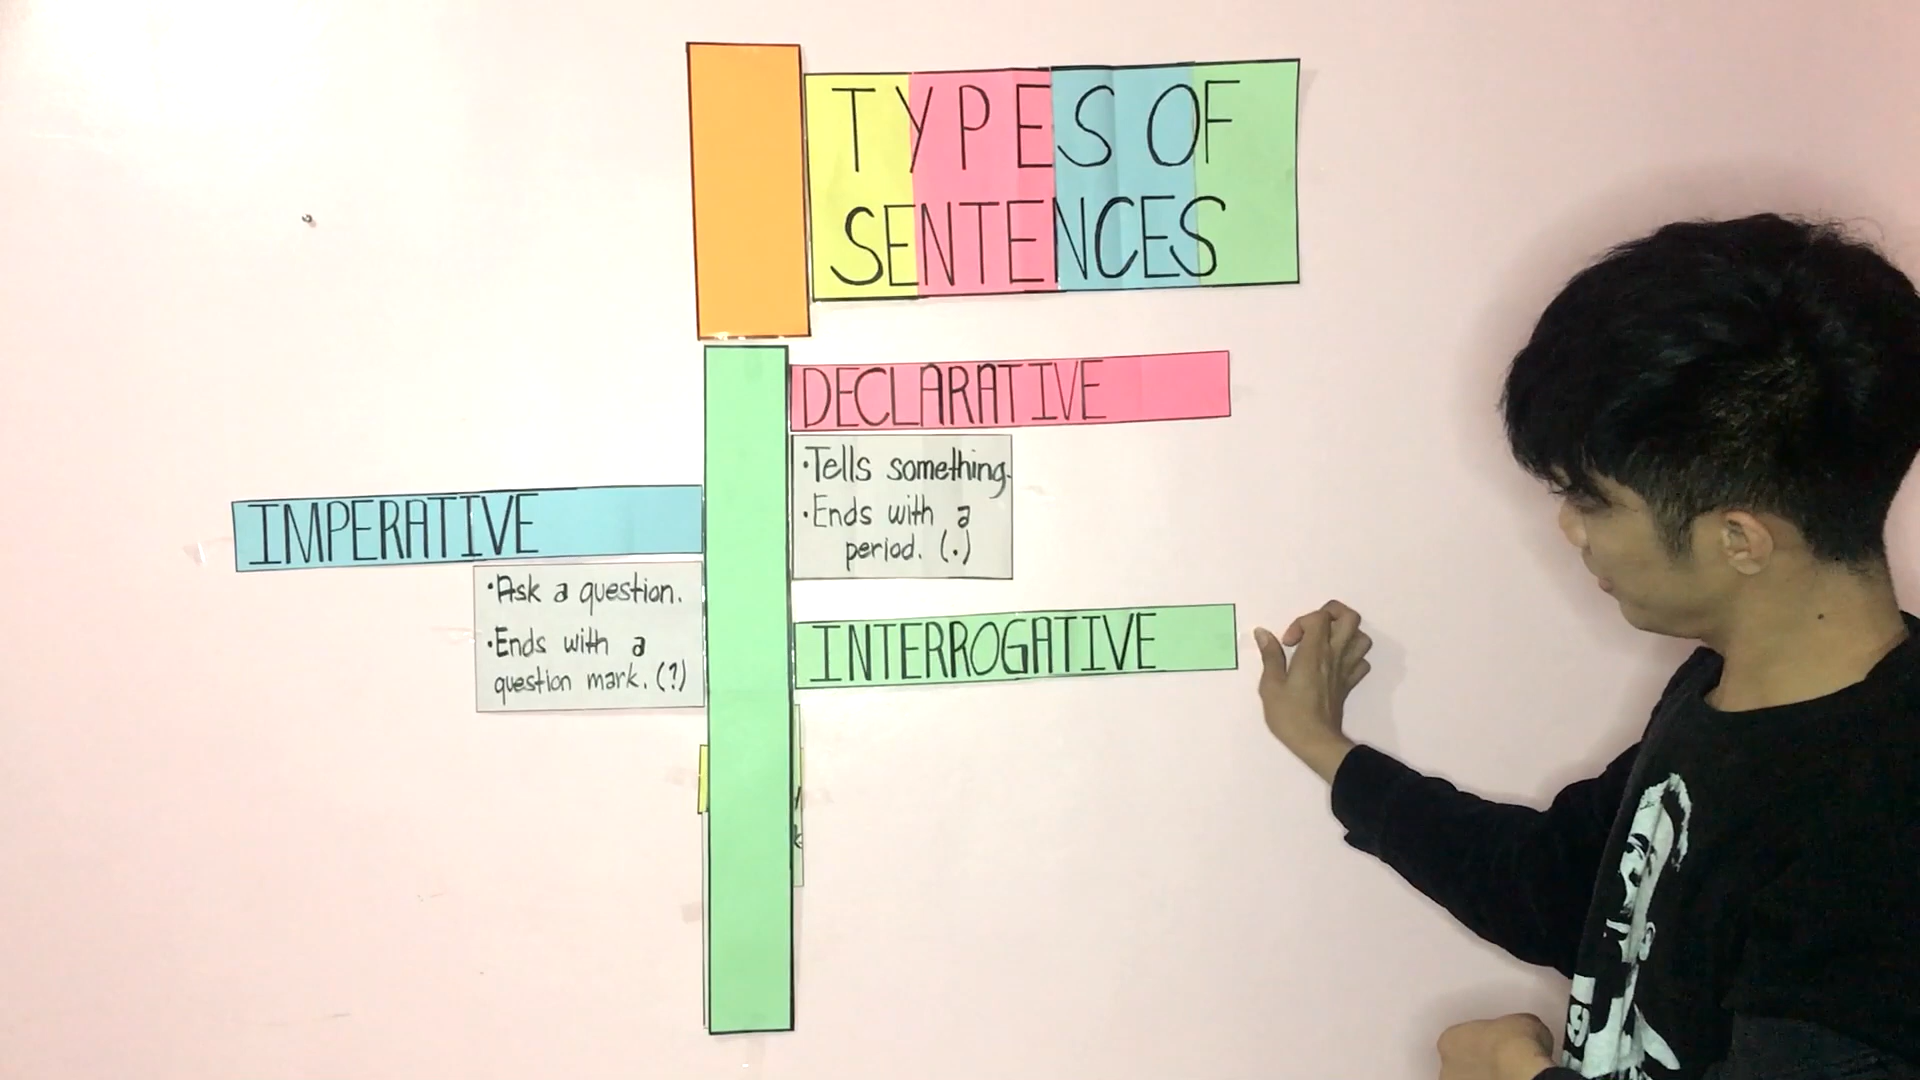 TYPES OF
SENTENCES
DECLARATIVE
•Tells something.
•Ends with a
period. (.)
IMPERATIVE
•Ask a question.
•Ends with a
question mark. (?)
INTERROGATIVE